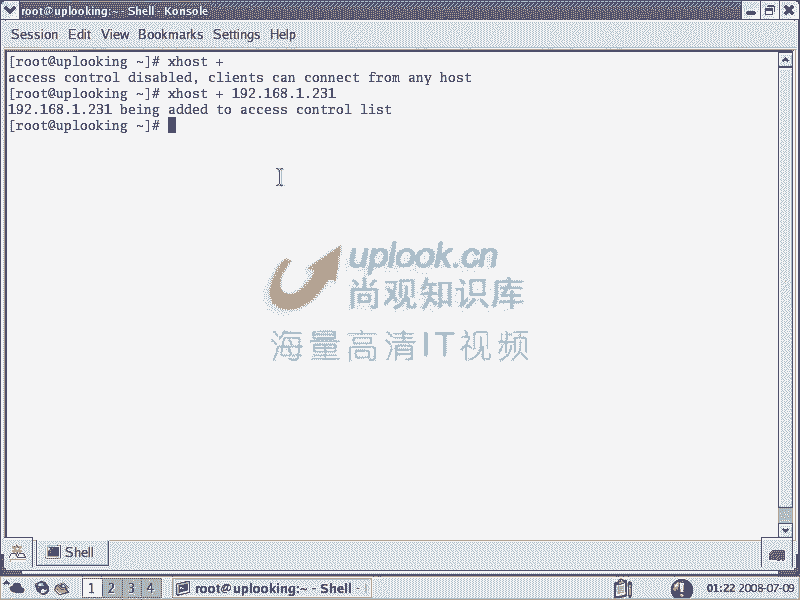 root@uplooking:~ - Shell - Konsole
Session Edit View Bookmarks Settings Help
[root@uplooking ~]# xhost +
access control disabled, clients can connect from any host
[root@uplooking ~]# xhost + 192.168.1.231
192.168.1.231 being added to access control list
[root@uplooking ~]#
uplook.cn
尚观知识库
海量高清IT视频
Shell
1 2 3 4 root@uplooking:~ - Shell - 01:22 2008-07-09